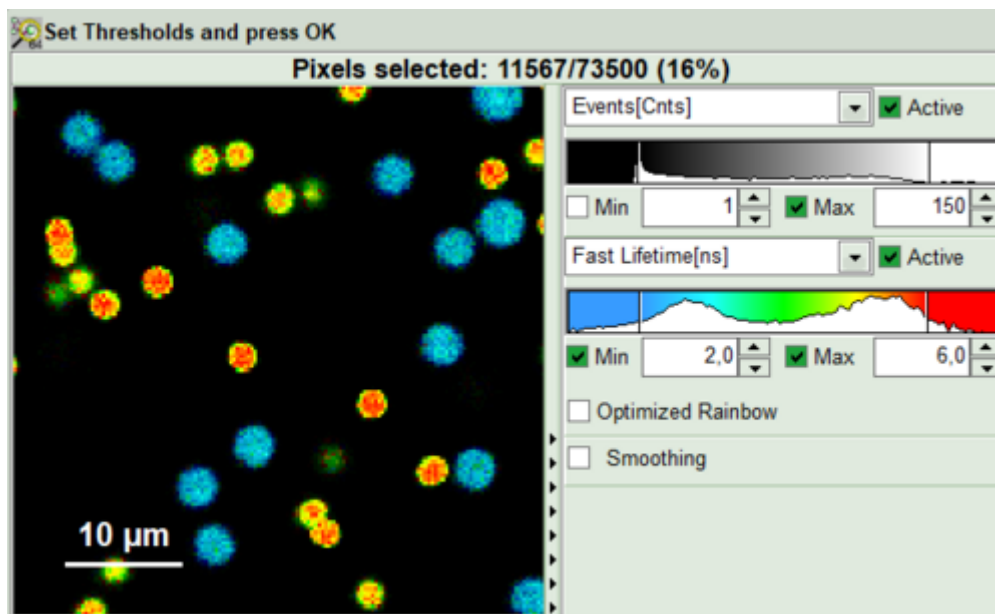 Set Thresholds and press OK
Pixels selected: 11567/73500 (16%)
Events[Cnts] Active
Min 1 Max 150
Fast Lifetime[ns] Active
Min 2,0 Max 6,0
Optimized Rainbow
Smoothing
10 µm